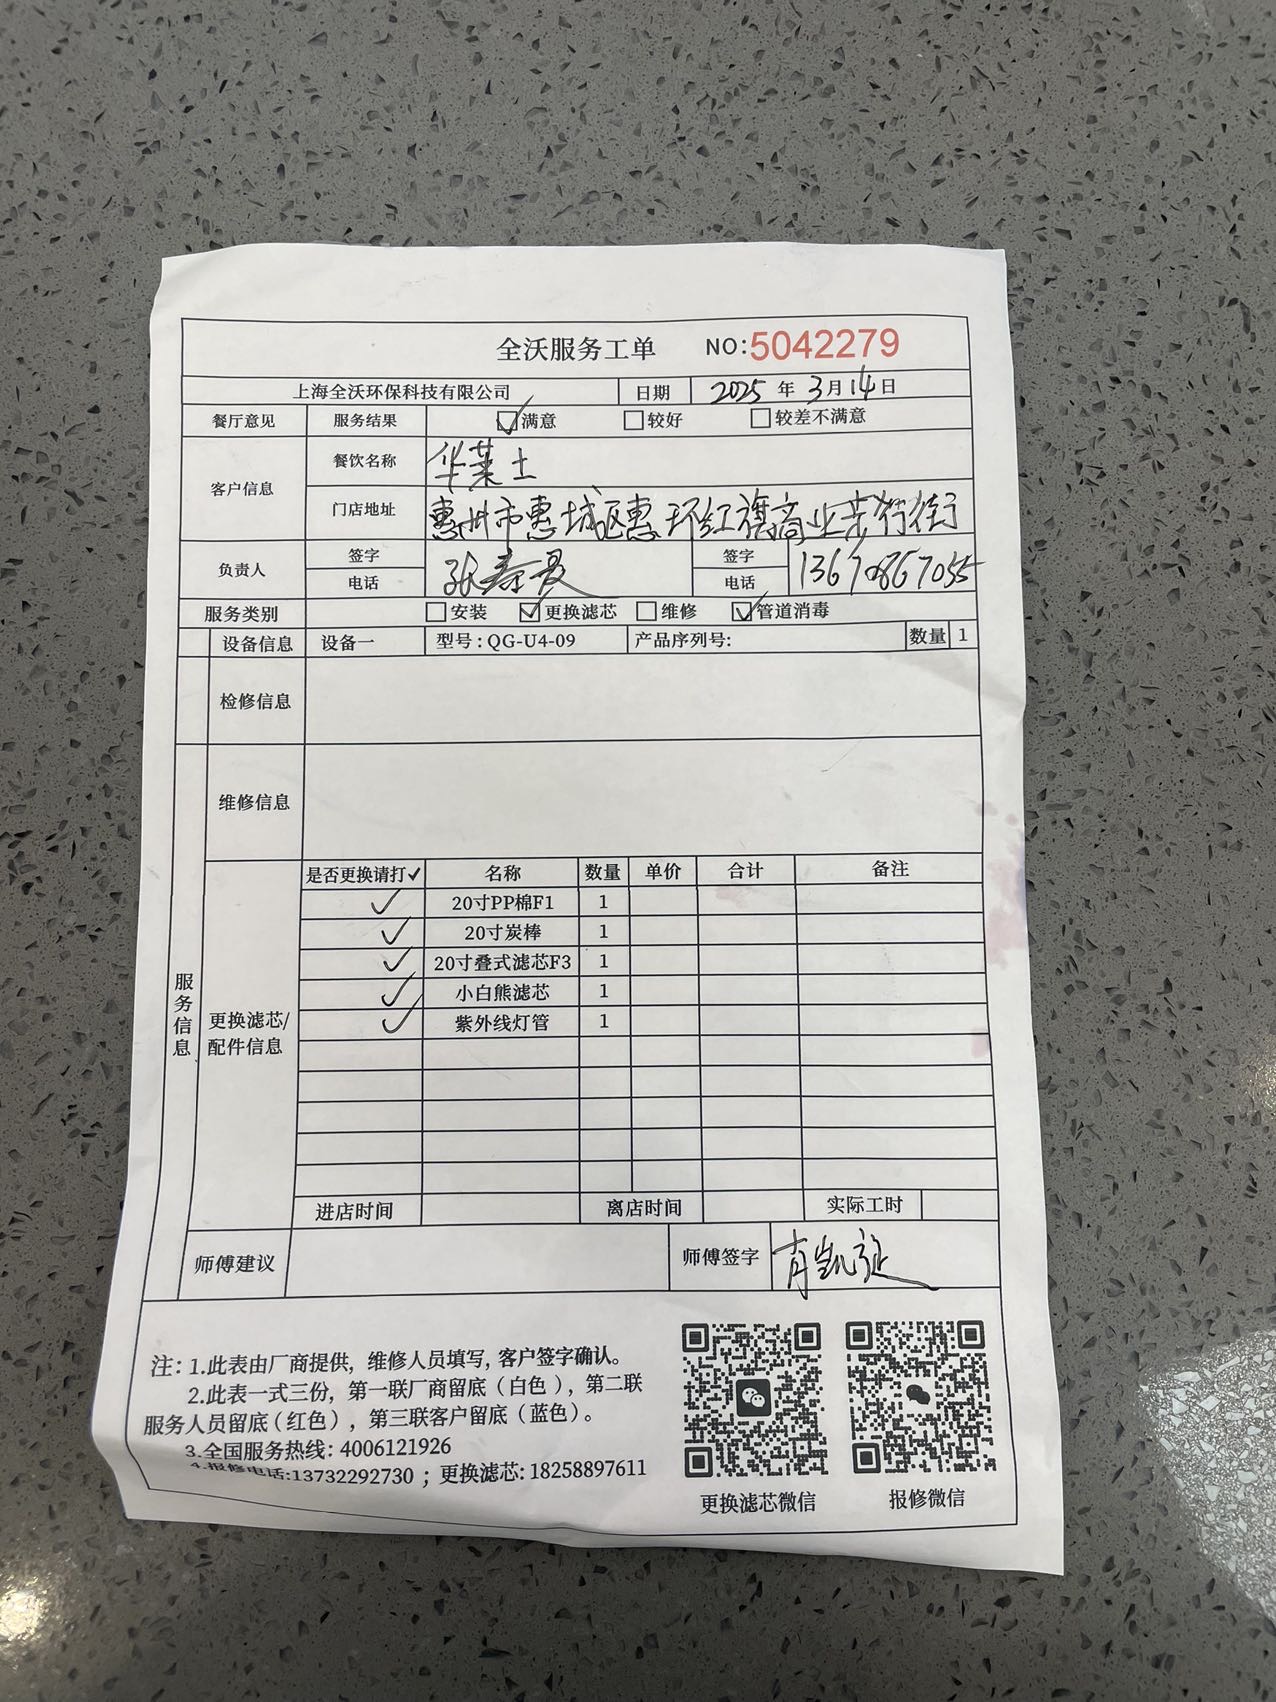 全沃服务工单 NO:5042279
上海全沃环保科技有限公司 日期 2025 年 3 月 14 日
餐厅意见 服务结果 满意 较好 较差不满意
客户信息 餐饮名称 华莱士
门店地址 惠州市惠城区惠环红旗商业步行街
负责人 签字 签字
电话 电话
服务类别 安装 更换滤芯 维修 管道消毒
设备信息 设备一 型号:QG-U4-09 产品序列号: 数量 1
检修信息
维修信息
服务信息
更换滤芯/
配件信息
是否更换请打✓ 名称 数量 单价 合计 备注
✓ 20寸PP棉F1 1
✓ 20寸炭棒 1
✓ 20寸叠式滤芯F3 1
✓ 小白熊滤芯 1
✓ 紫外线灯管 1
进店时间 离店时间 实际工时
师傅建议 师傅签字
注: 1.此表由厂商提供, 维修人员填写, 客户签字确认。
2.此表一式三份, 第一联厂商留底(白色), 第二联
服务人员留底(红色), 第三联客户留底(蓝色)。
3.全国服务热线: 4006121926
4.报修电话:13732292730 ; 更换滤芯: 18258897611
更换滤芯微信 报修微信